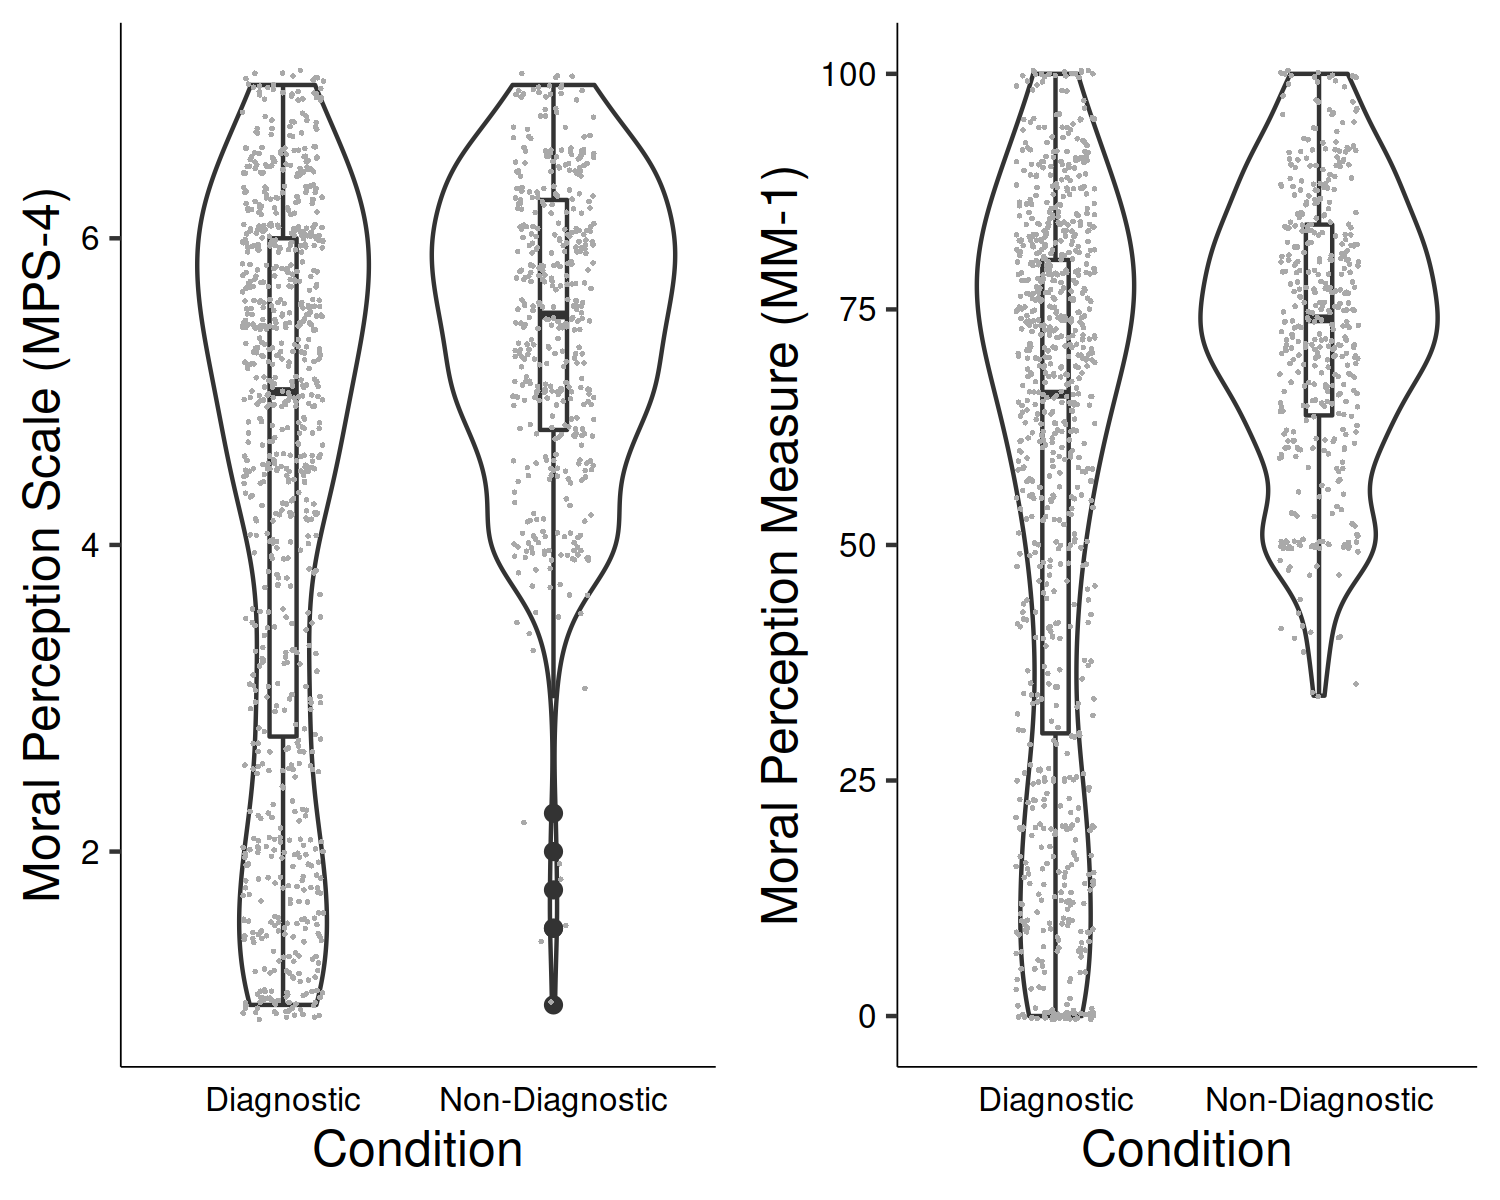 Moral Perception Scale (MPS-4)
6
4
2
Diagnostic
Non-Diagnostic
Condition
Moral Perception Measure (MM-1)
100
75
50
25
0
Diagnostic
Non-Diagnostic
Condition